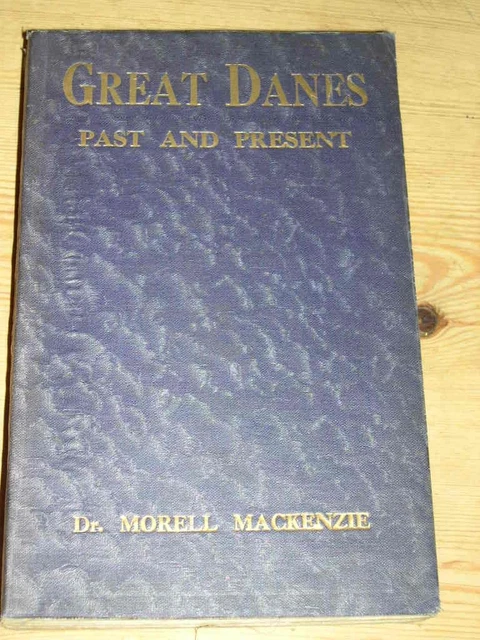 GREAT DANES
PAST AND PRESENT
Dr. MORELL MACKENZIE